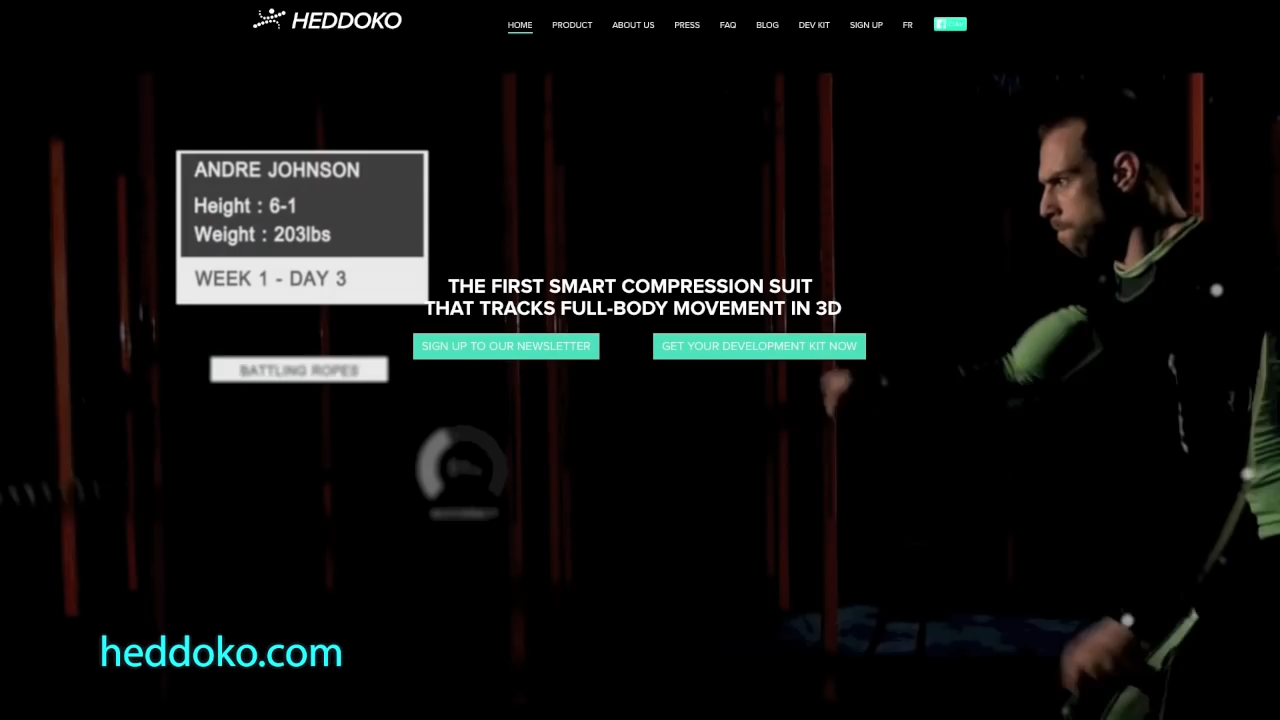 HEDDOKO
HOME PRODUCT ABOUT US PRESS FAQ BLOG DEV KIT SIGN UP FR
ANDRE JOHNSON
Height : 6-1
Weight : 203lbs
WEEK 1 - DAY 3
THE FIRST SMART COMPRESSION SUIT
THAT TRACKS FULL-BODY MOVEMENT IN 3D
SIGN UP TO OUR NEWSLETTER GET YOUR DEVELOPMENT KIT NOW
BATTLING ROPES
heddoko.com